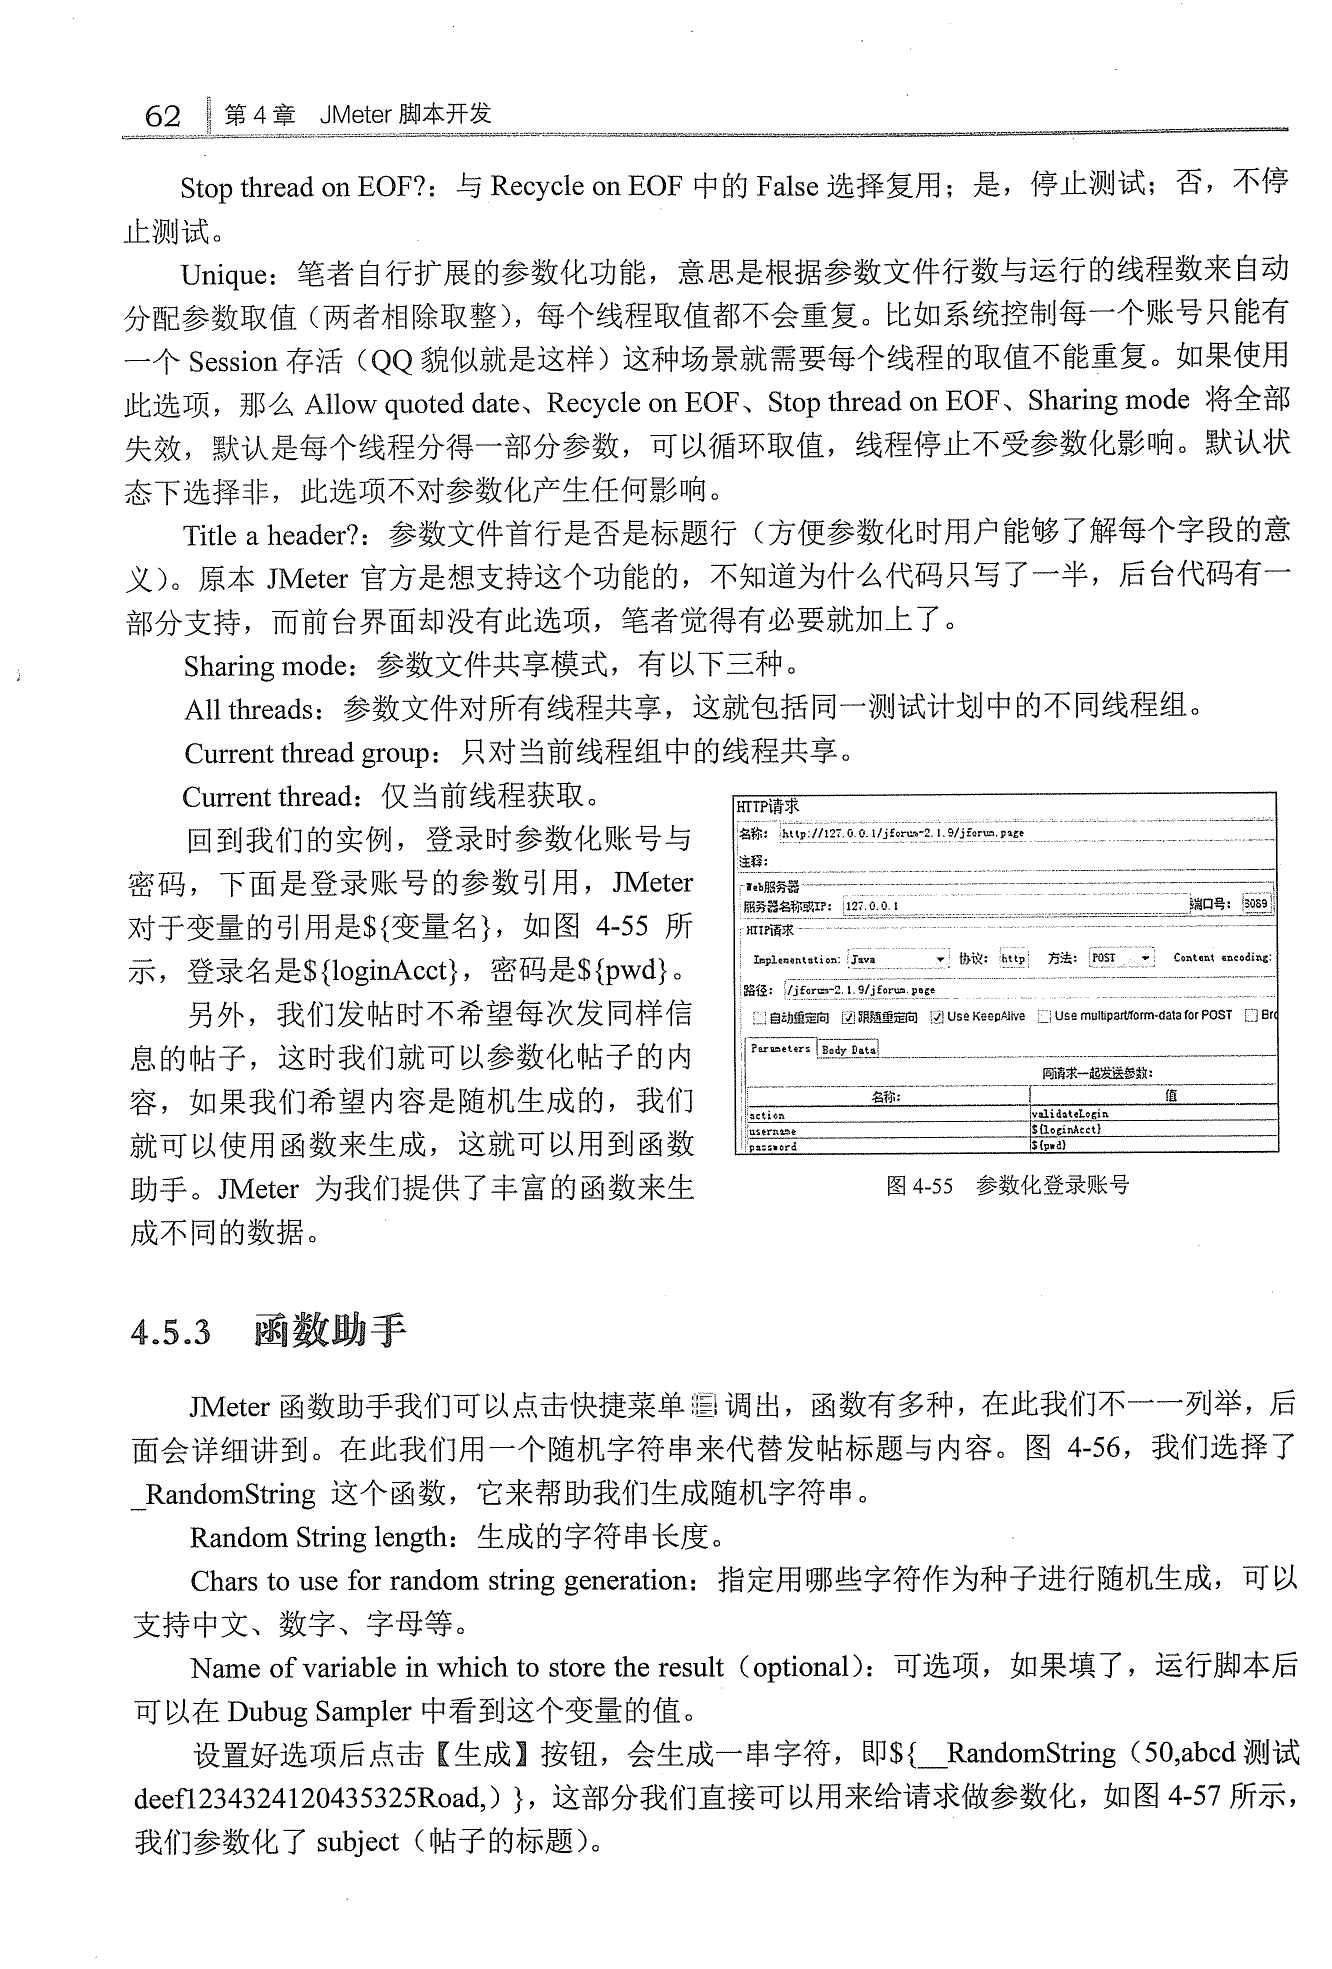 62 第4章 JMeter 脚本开发
Stop thread on EOF?：与 Recycle on EOF 中的 False 选择复用；是，停止测试；否，不停
止测试。
Unique：笔者自行扩展的参数化功能，意思是根据参数文件行数与运行的线程数来自动
分配参数取值（两者相除取整），每个线程取值都不会重复。比如系统控制每一个账号只能有
一个 Session 存活（QQ 貌似就是这样）这种场景就需要每个线程的取值不能重复。如果使用
此选项，那么 Allow quoted date、Recycle on EOF、Stop thread on EOF、Sharing mode 将全部
失效，默认是每个线程分得一部分参数，可以循环取值，线程停止不受参数化影响。默认状
态下选择非，此选项不对参数化产生任何影响。
Title a header?：参数文件首行是否是标题行（方便参数化时用户能够了解每个字段的意
义）。原本 JMeter 官方是想支持这个功能的，不知道为什么代码只写了一半，后台代码有一
部分支持，而前台界面却没有此选项，笔者觉得有必要就加上了。
Sharing mode：参数文件共享模式，有以下三种。
All threads：参数文件对所有线程共享，这就包括同一测试计划中的不同线程组。
Current thread group：只对当前线程组中的线程共享。
Current thread：仅当前线程获取。
回到我们的实例，登录时参数化账号与
密码，下面是登录账号的参数引用，JMeter
对于变量的引用是${变量名}，如图 4-55 所
示，登录名是${loginAcct}，密码是${pwd}。
另外，我们发帖时不希望每次发同样信
息的帖子，这时我们就可以参数化帖子的内
容，如果我们希望内容是随机生成的，我们
就可以使用函数来生成，这就可以用到函数
助手。JMeter 为我们提供了丰富的函数来生
成不同的数据。
HTTP请求
名称： http://127.0.0.1/jforum-2.1.9/jforum.page
注释：
Web服务器
服务器名称或IP： 127.0.0.1 端口号： 8089
HTTP请求
Implementation: Java 协议： http 方法： POST Content encoding:
路径： /jforum-2.1.9/jforum.page
自动重定向 跟随重定向 Use KeepAlive Use multipart/form-data for POST Bro
Parameters Body Data
同请求一起发送参数：
名称： 值
action validateLogin
username ${loginAcct}
password ${pwd}
图 4-55 参数化登录账号
4.5.3 函数助手
JMeter 函数助手我们可以点击快捷菜单 调出，函数有多种，在此我们不一一列举，后
面会详细讲到。在此我们用一个随机字符串来代替发帖标题与内容。图 4-56，我们选择了
_RandomString 这个函数，它来帮助我们生成随机字符串。
Random String length：生成的字符串长度。
Chars to use for random string generation：指定用哪些字符作为种子进行随机生成，可以
支持中文、数字、字母等。
Name of variable in which to store the result（optional）：可选项，如果填了，运行脚本后
可以在 Dubug Sampler 中看到这个变量的值。
设置好选项后点击【生成】按钮，会生成一串字符，即${__RandomString（50,abcd 测试
deefl234324120435325Road,）}，这部分我们直接可以用来给请求做参数化，如图 4-57 所示，
我们参数化了 subject（帖子的标题）。